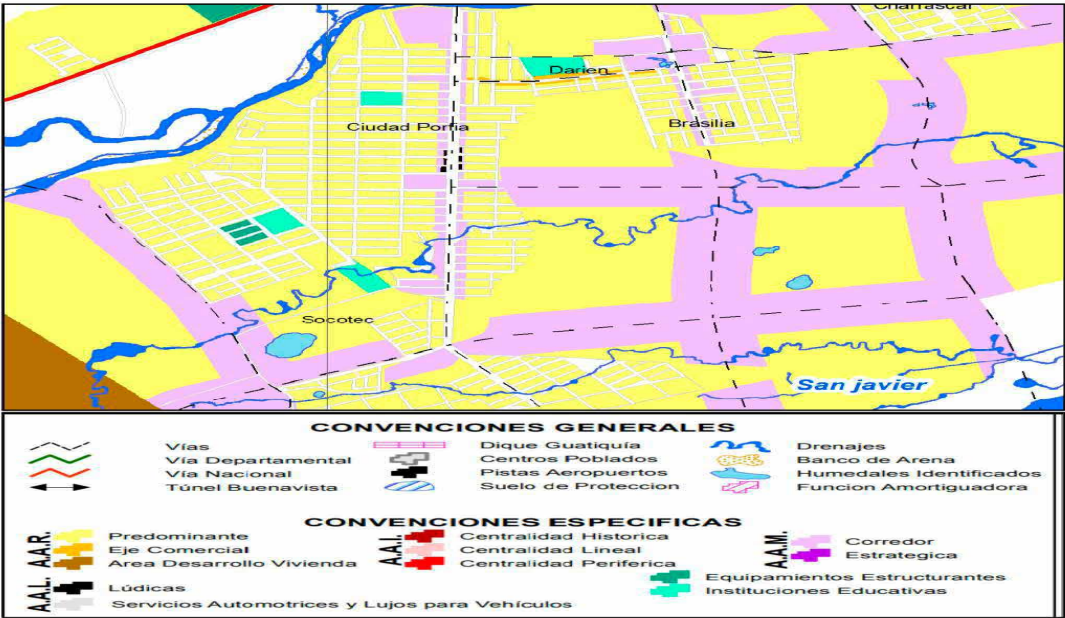 Charrascal
Darien
Ciudad Porfia
Brasilia
Socotec
San javier
CONVENCIONES GENERALES
Vías
Vía Departamental
Vía Nacional
Túnel Buenavista
Dique Guatiquía
Centros Poblados
Pistas Aeropuertos
Suelo de Proteccion
Drenajes
Banco de Arena
Humedales Identificados
Funcion Amortiguadora
CONVENCIONES ESPECIFICAS
A.A.R.
Predominante
Eje Comercial
Area Desarrollo Vivienda
A.A.I.
Centralidad Historica
Centralidad Lineal
Centralidad Periferica
A.A.M.
Corredor
Estrategica
A.A.L.
Lúdicas
Servicios Automotrices y Lujos para Vehículos
Equipamientos Estructurantes
Instituciones Educativas